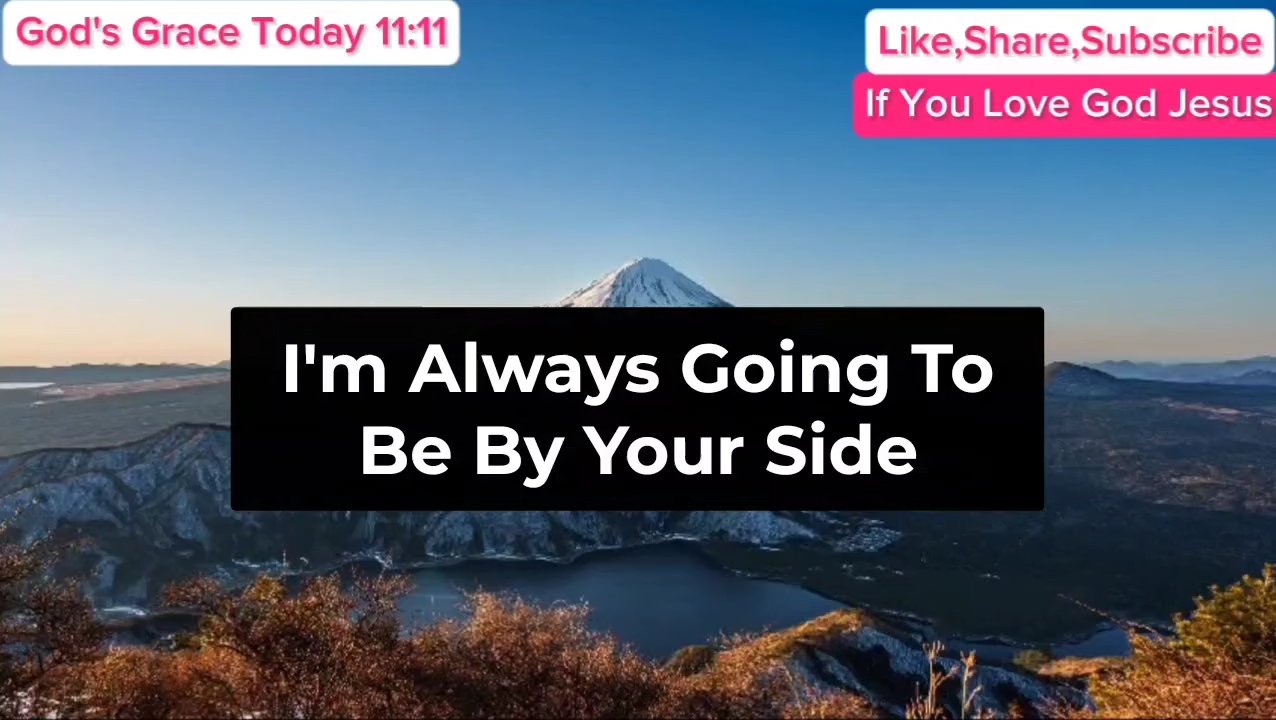 God's Grace Today 11:11
Like,Share,Subscribe
If You Love God Jesus
I'm Always Going To
Be By Your Side